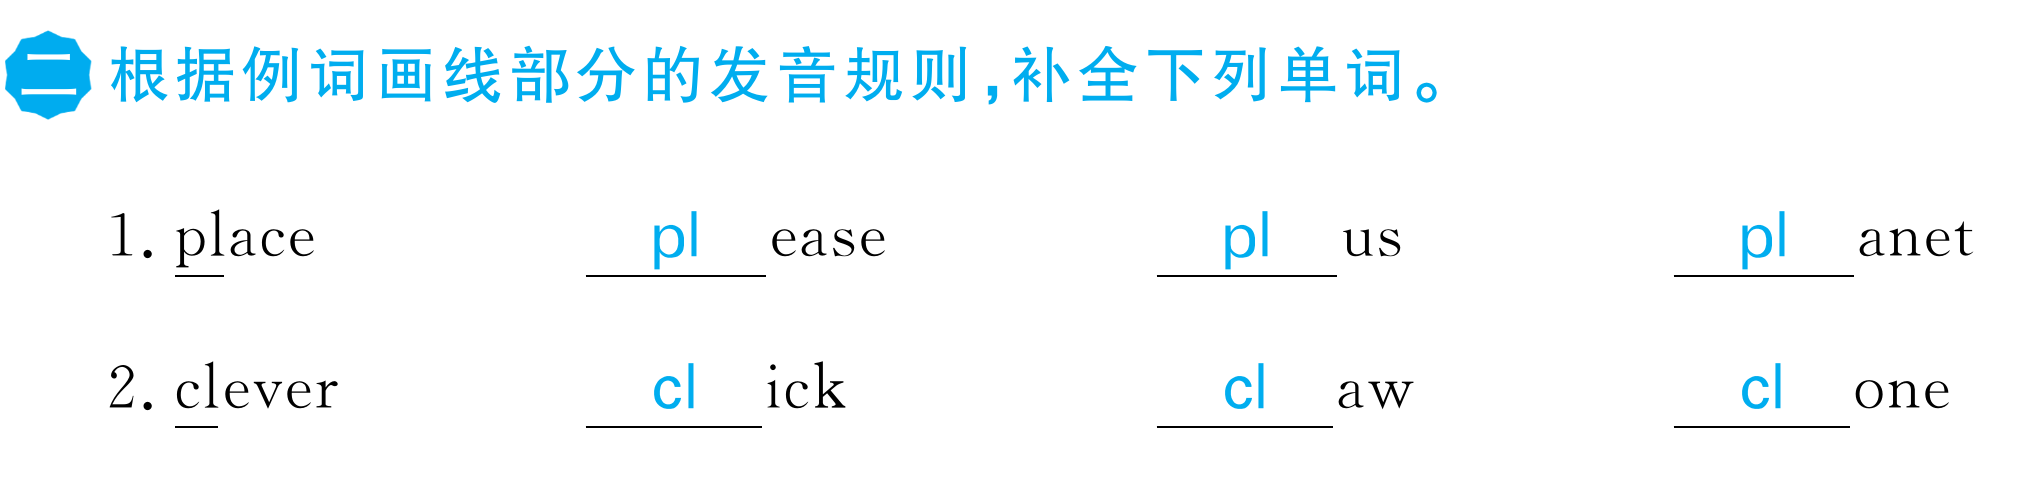 二 根据例词画线部分的发音规则,补全下列单词。
1. place  pl ease  pl us  pl anet
2. clever  cl ick  cl aw  cl one